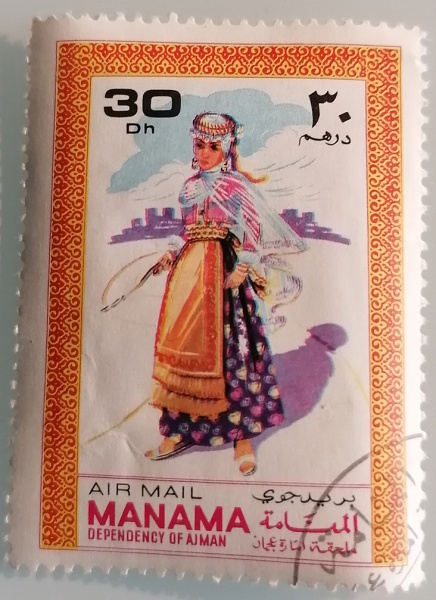 30 ٣٠
Dh درهم
AIR MAIL بريد جوي
MANAMA المنامة
DEPENDENCY OF AJMAN ملحقة امارة عجمان